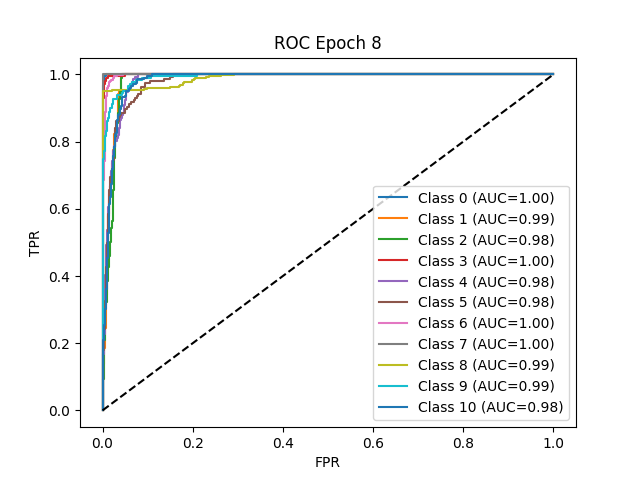 ROC Epoch 8
TPR
1.0
0.8
0.6
0.4
0.2
0.0
Class 0 (AUC=1.00)
Class 1 (AUC=0.99)
Class 2 (AUC=0.98)
Class 3 (AUC=1.00)
Class 4 (AUC=0.98)
Class 5 (AUC=0.98)
Class 6 (AUC=1.00)
Class 7 (AUC=1.00)
Class 8 (AUC=0.99)
Class 9 (AUC=0.99)
Class 10 (AUC=0.98)
0.0 0.2 0.4 0.6 0.8 1.0
FPR